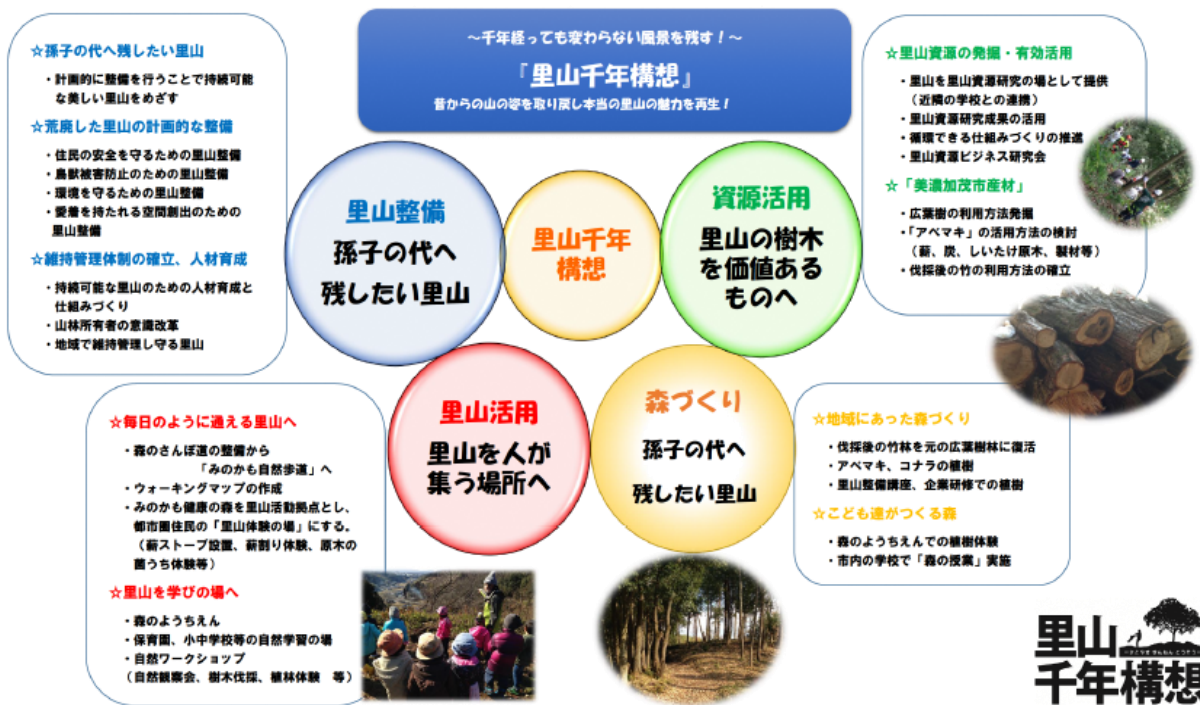 ～千年経っても変わらない風景を残す！～
『里山千年構想』
昔からの山の姿を取り戻し本当の里山の魅力を再生！
☆孫子の代へ残したい里山
・計画的に整備を行うことで持続可能
な美しい里山をめざす
☆荒廃した里山の計画的な整備
・住民の安全を守るための里山整備
・鳥獣被害防止のための里山整備
・環境を守るための里山整備
・愛着を持たれる空間創出のための
里山整備
☆維持管理体制の確立、人材育成
・持続可能な里山のための人材育成と
仕組みづくり
・山林所有者の意識改革
・地域で維持管理し守る里山
里山整備
孫子の代へ
残したい里山
里山千年
構想
資源活用
里山の樹木
を価値ある
ものへ
☆里山資源の発掘・有効活用
・里山を里山資源研究の場として提供
（近隣の学校との連携）
・里山資源研究成果の活用
・循環できる仕組みづくりの推進
・里山資源ビジネス研究会
☆「美濃加茂市産材」
・広葉樹の利用方法発掘
・「アベマキ」の活用方法の検討
（薪、炭、しいたけ原木、製材等）
・伐採後の竹の利用方法の確立
里山活用
里山を人が
集う場所へ
森づくり
孫子の代へ
残したい里山
☆毎日のように通える里山へ
・森のさんぽ道の整備から
「みのかも自然歩道」へ
・ウォーキングマップの作成
・みのかも健康の森を里山活動拠点とし、
都市圏住民の「里山体験の場」にする。
（薪ストーブ設置、薪割り体験、原木の
菌うち体験等）
☆里山を学びの場へ
・森のようちえん
・保育園、小中学校等の自然学習の場
・自然ワークショップ
（自然観察会、樹木伐採、植林体験　等）
☆地域にあった森づくり
・伐採後の竹林を元の広葉樹林に復活
・アベマキ、コナラの植樹
・里山整備講座、企業研修での植樹
☆こども達がつくる森
・森のようちえんでの植樹体験
・市内の学校で「森の授業」実施
里山
～さとやませんねんこうそう～
千年構想